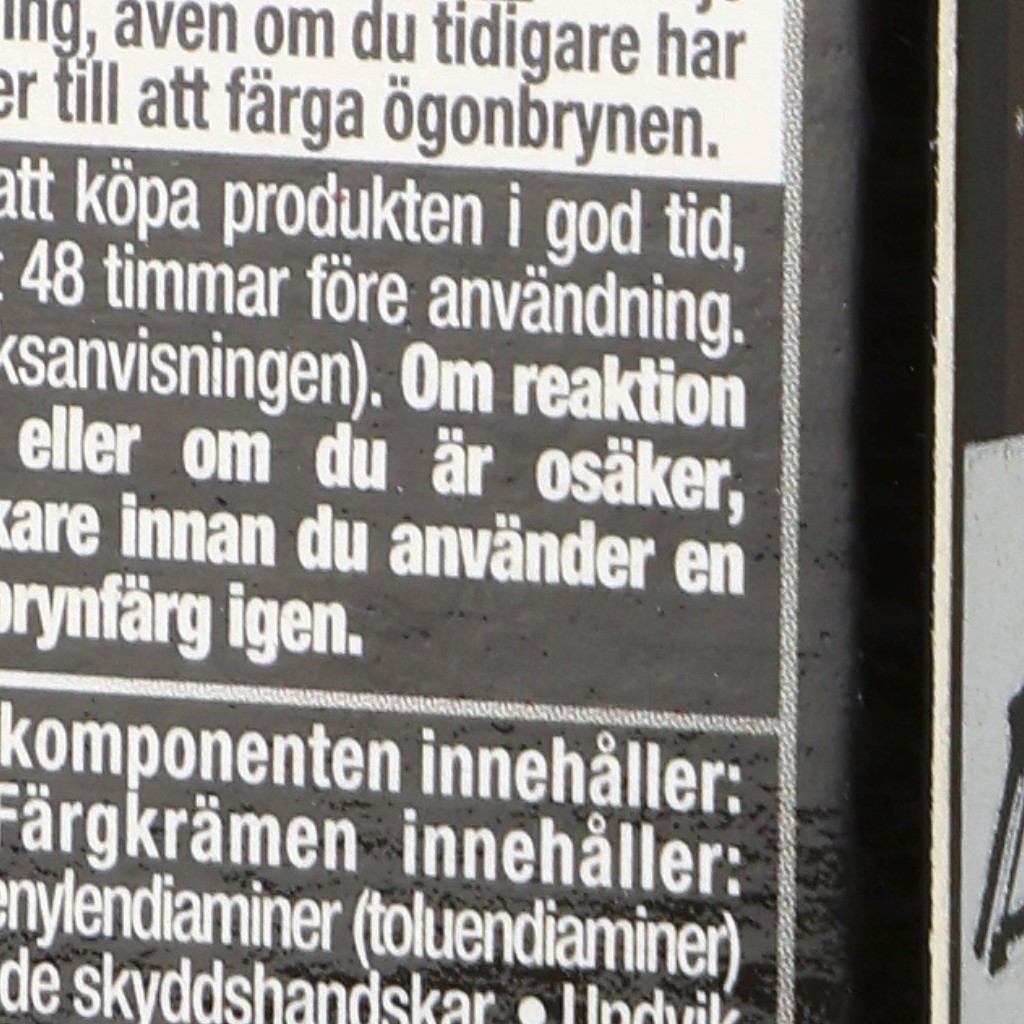 även om du tidigare har
till att färga ögonbrynen.
att köpa produkten i god tid,
48 timmar före användning.
ksanvisningen). Om reaktion
eller om du är osäker,
kare innan du använder en
brynfärg igen.
komponenten innehåller:
Färgkrämen innehåller:
enylendiaminer (toluendiaminer)
de skyddshandskar • Undvik